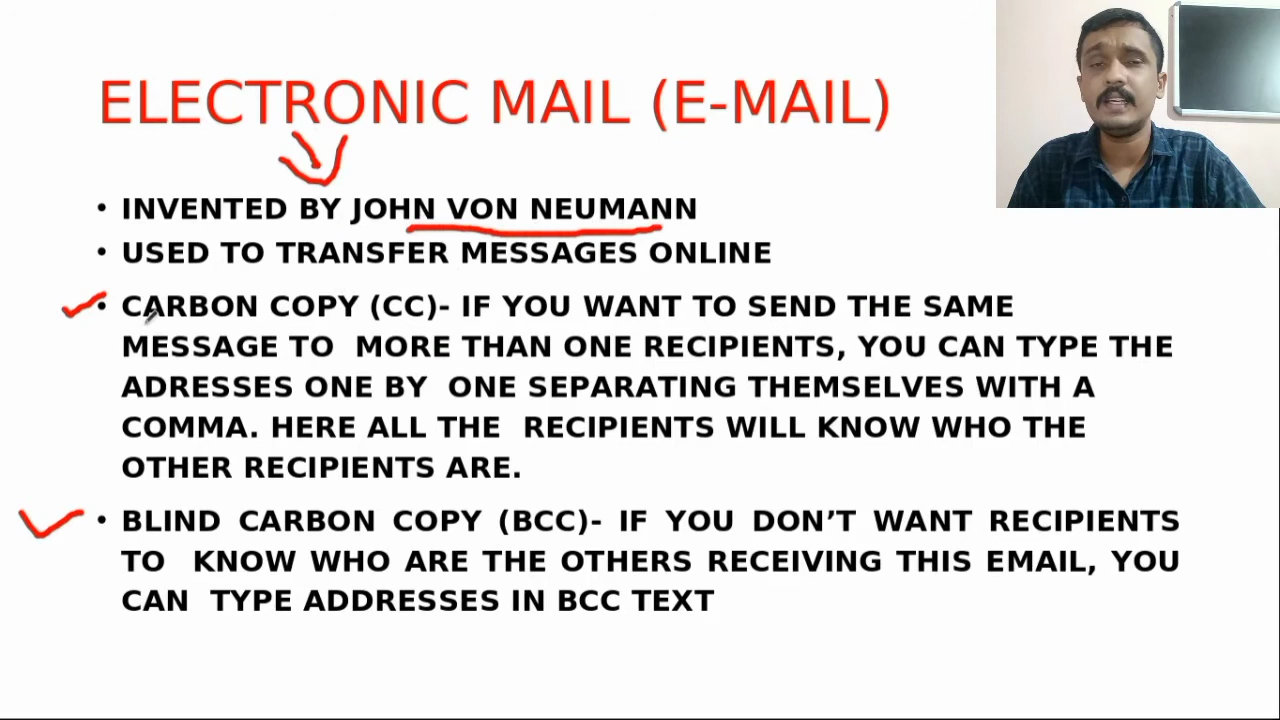 ELECTRONIC MAIL (E-MAIL)
• INVENTED BY JOHN VON NEUMANN
• USED TO TRANSFER MESSAGES ONLINE
• CARBON COPY (CC)- IF YOU WANT TO SEND THE SAME
MESSAGE TO MORE THAN ONE RECIPIENTS, YOU CAN TYPE THE
ADRESSES ONE BY ONE SEPARATING THEMSELVES WITH A
COMMA. HERE ALL THE RECIPIENTS WILL KNOW WHO THE
OTHER RECIPIENTS ARE.
• BLIND CARBON COPY (BCC)- IF YOU DON’T WANT RECIPIENTS
TO KNOW WHO ARE THE OTHERS RECEIVING THIS EMAIL, YOU
CAN TYPE ADDRESSES IN BCC TEXT